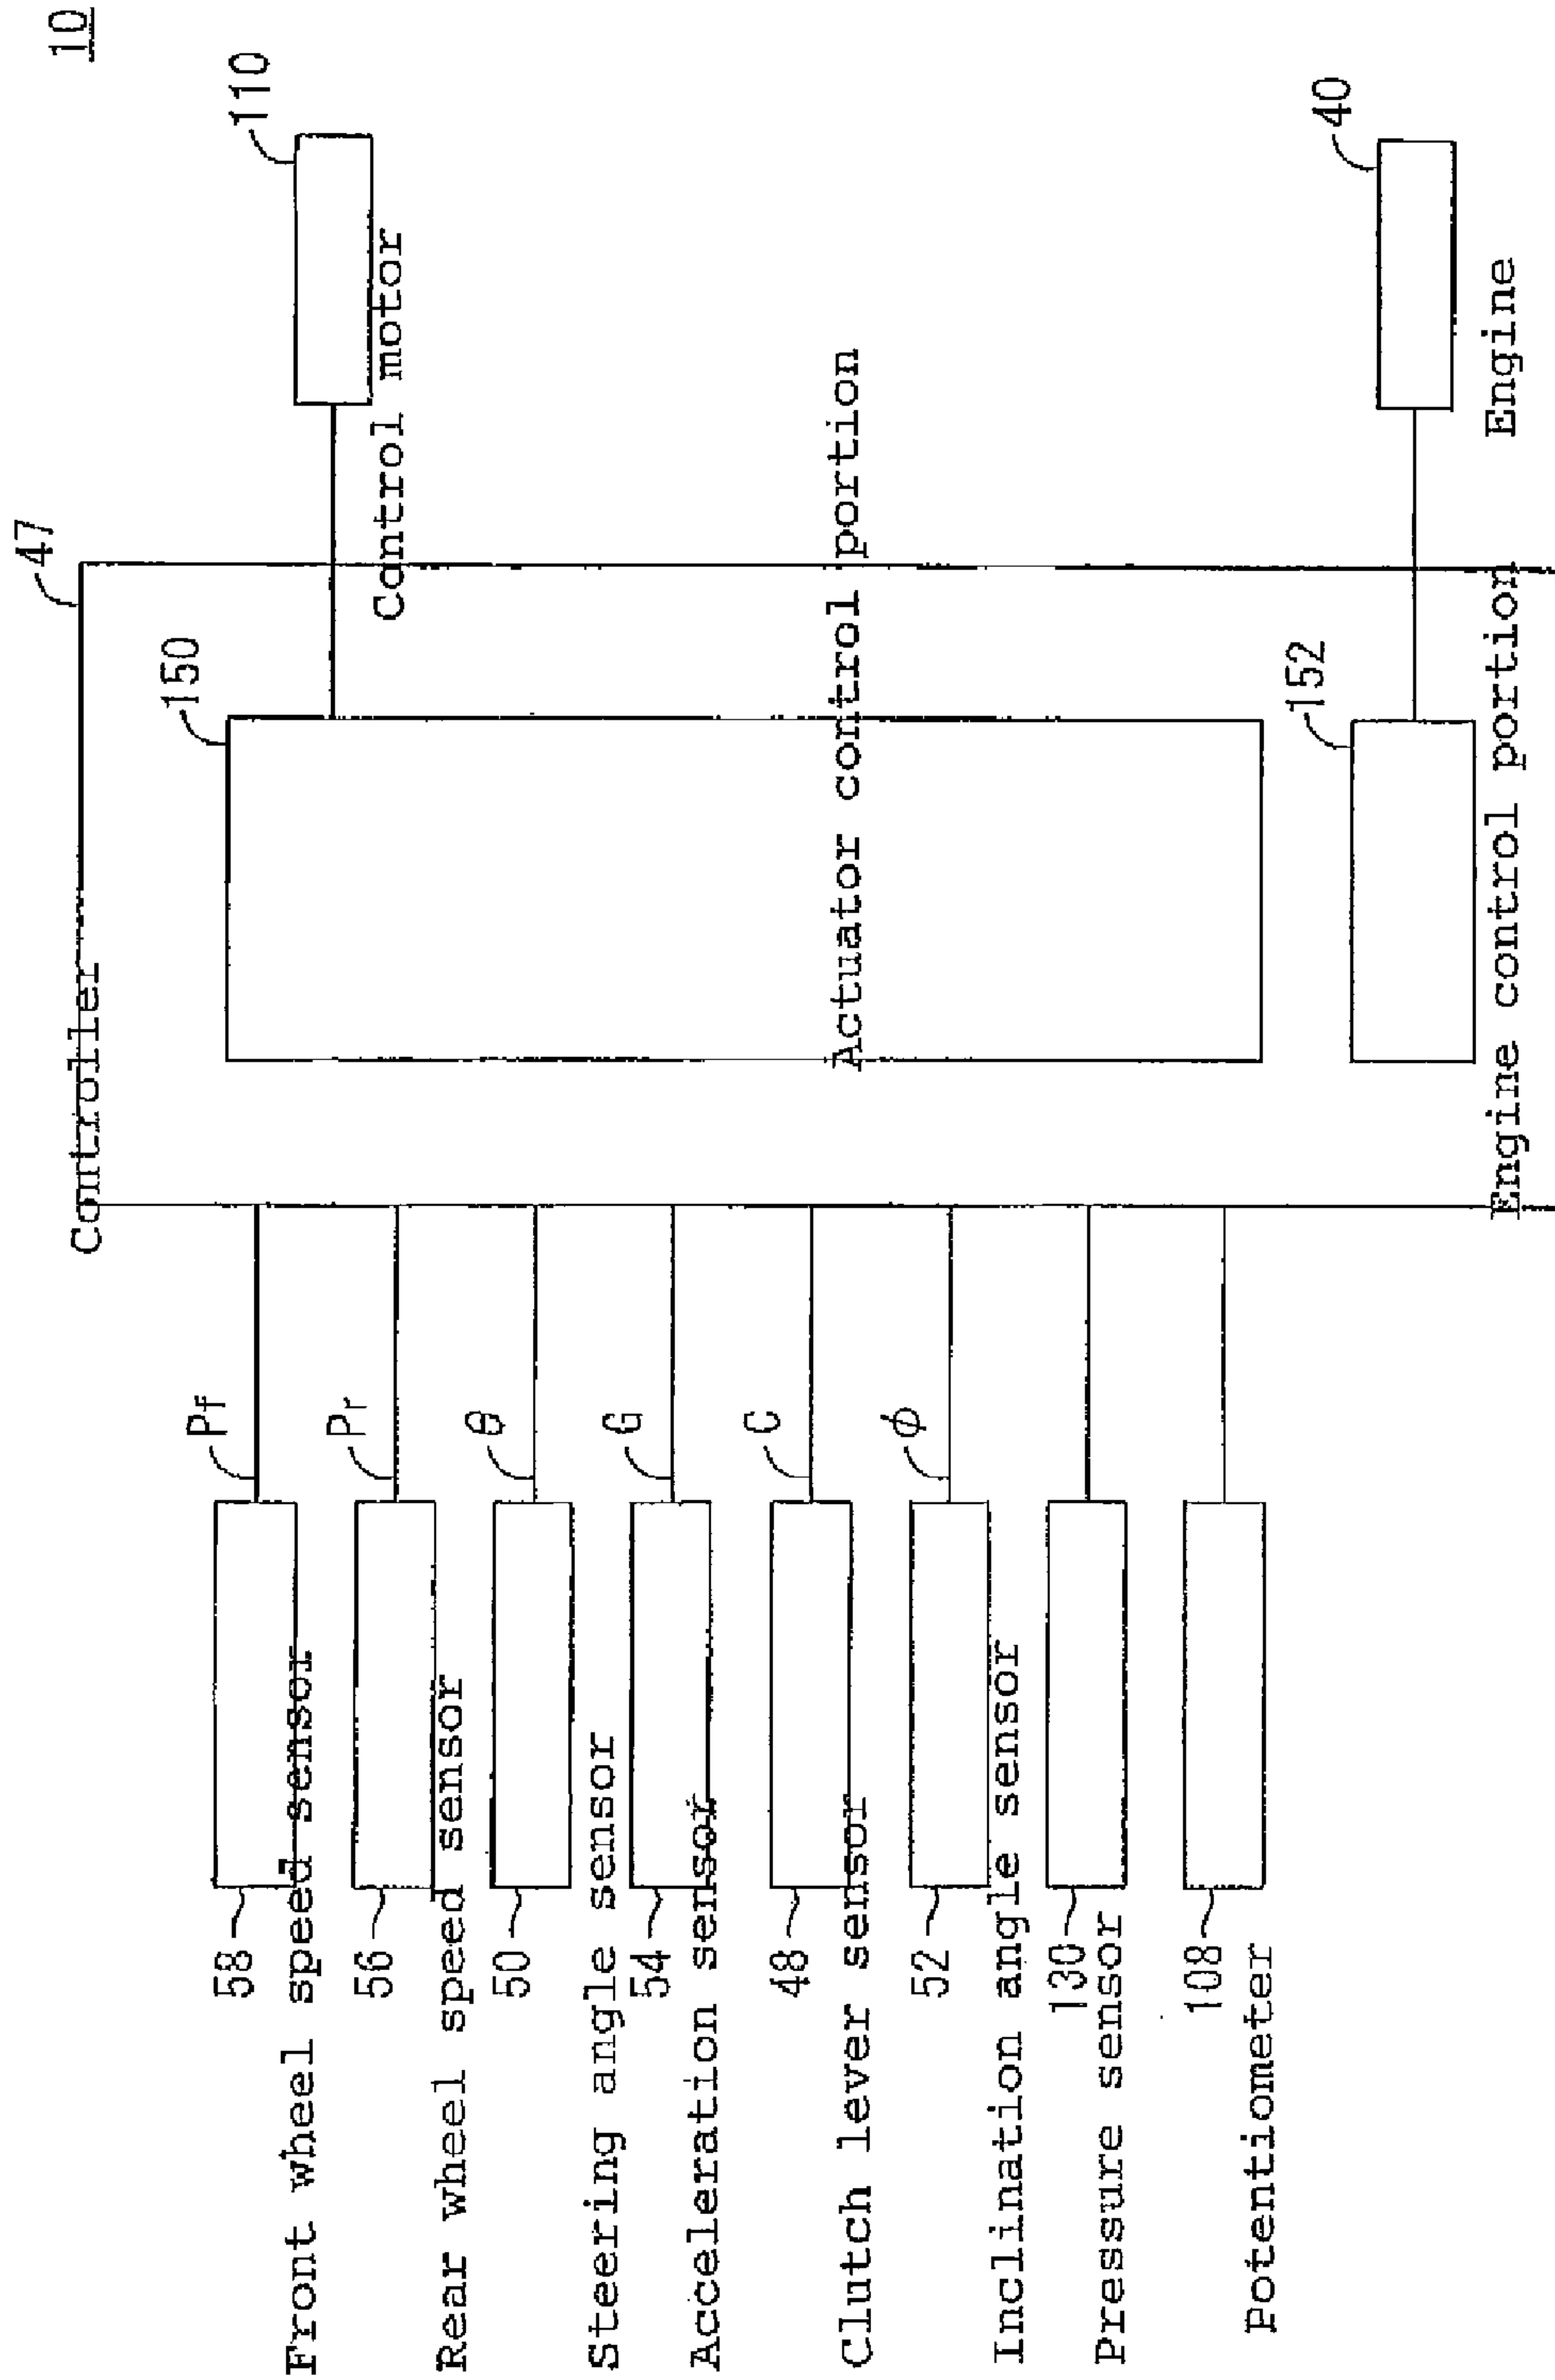 10
47
Controller
150
110
Control motor
Actuator control portion
152
40
Engine
Engine control portion
Pf
58
Front wheel speed sensor
Pr
56
Rear wheel speed sensor
θ
50
Steering angle sensor
G
54
Acceleration sensor
C
48
Clutch lever sensor
ϕ
52
Inclination angle sensor
130
Pressure sensor
108
Potentiometer